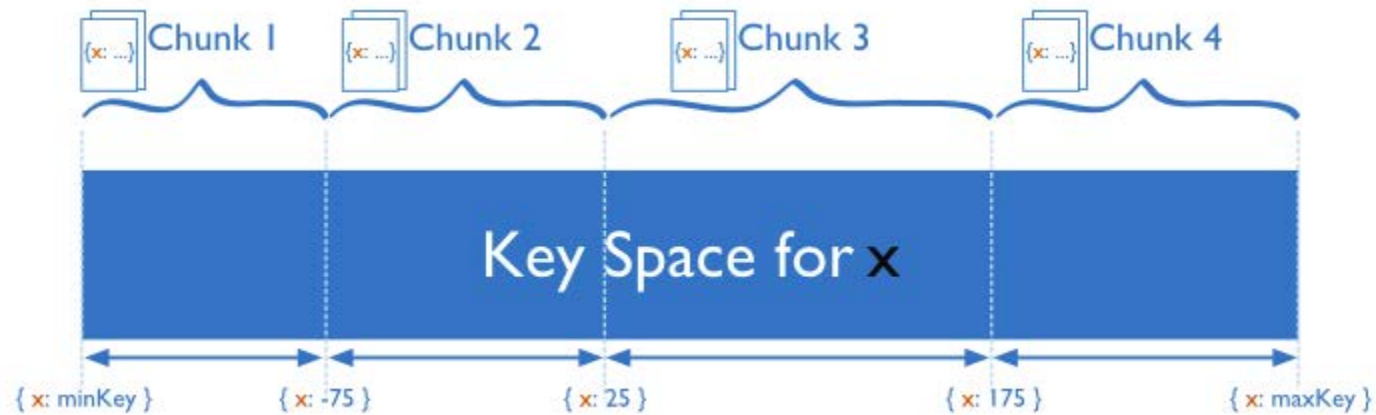 {x: ...} Chunk 1 {x: ...} Chunk 2 {x: ...} Chunk 3 {x: ...} Chunk 4
Key Space for x
{ x: minKey } { x: -75 } { x: 25 } { x: 175 } { x: maxKey }